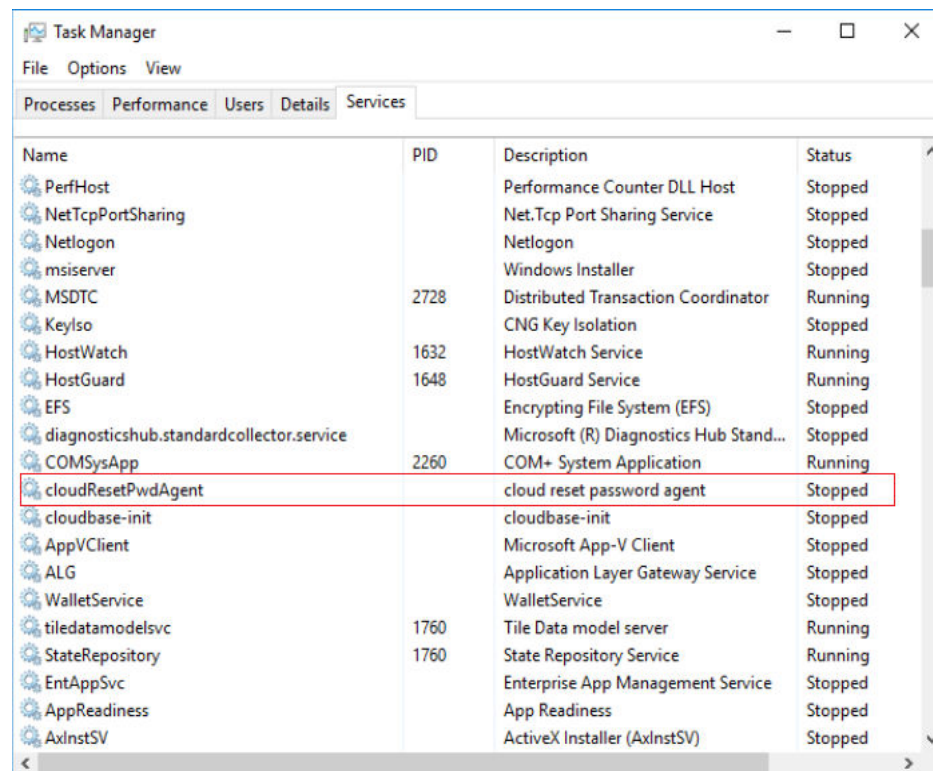 Task Manager
File Options View
Processes Performance Users Details Services
Name PID Description Status
PerfHost Performance Counter DLL Host Stopped
NetTcpPortSharing Net.Tcp Port Sharing Service Stopped
Netlogon Netlogon Stopped
msiserver Windows Installer Stopped
MSDTC 2728 Distributed Transaction Coordinator Running
KeyIso CNG Key Isolation Stopped
HostWatch 1632 HostWatch Service Running
HostGuard 1648 HostGuard Service Running
EFS Encrypting File System (EFS) Stopped
diagnosticshub.standardcollector.service Microsoft (R) Diagnostics Hub Stand... Stopped
COMSysApp 2260 COM+ System Application Running
cloudResetPwdAgent cloud reset password agent Stopped
cloudbase-init cloudbase-init Stopped
AppVClient Microsoft App-V Client Stopped
ALG Application Layer Gateway Service Stopped
WalletService WalletService Stopped
tiledatamodelsvc 1760 Tile Data model server Running
StateRepository 1760 State Repository Service Running
EntAppSvc Enterprise App Management Service Stopped
AppReadiness App Readiness Stopped
AxInstSV ActiveX Installer (AxInstSV) Stopped